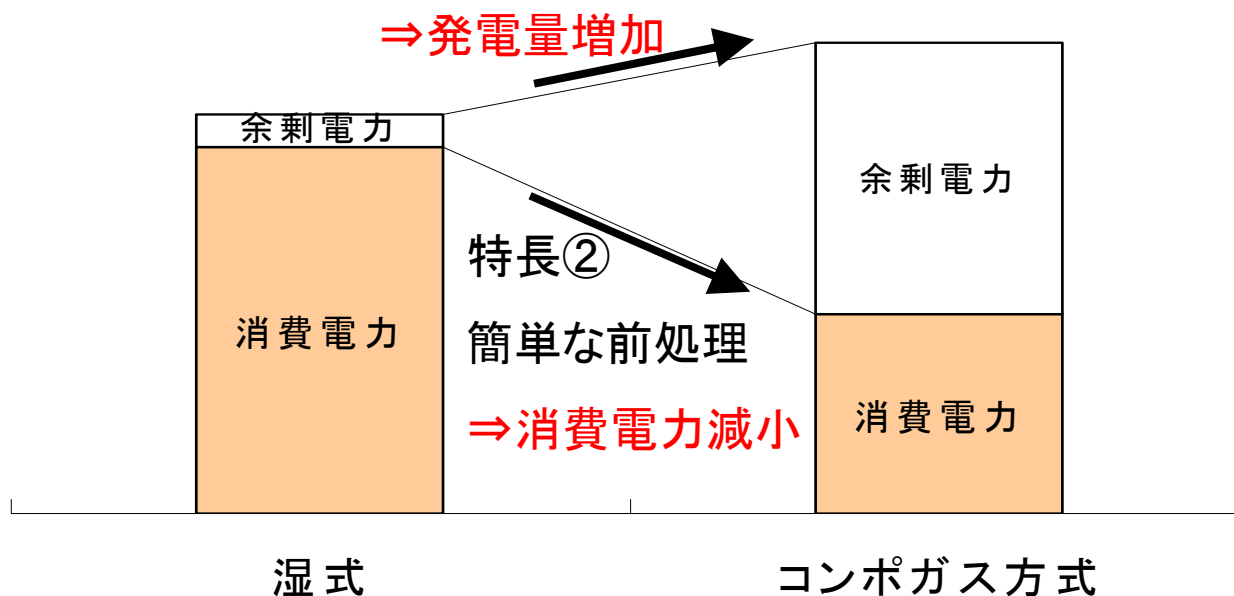 ⇒発電量増加
余剰電力
余剰電力
特長②
簡単な前処理
⇒消費電力減小
消費電力
消費電力
湿式
コンポガス方式